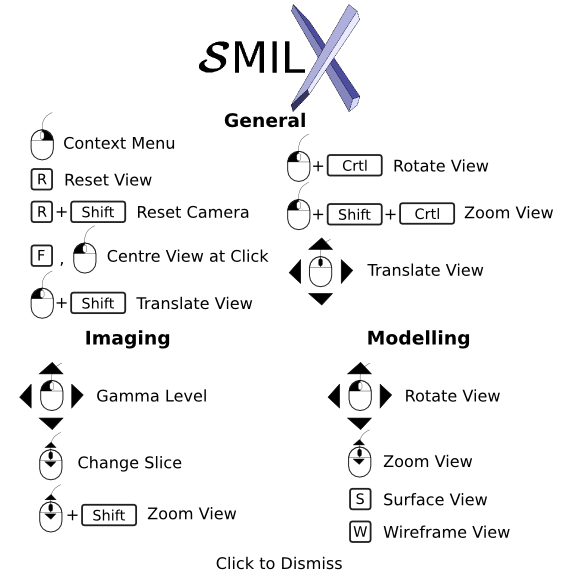 SMILX
General
Context Menu
R Reset View
R + Shift Reset Camera
F , Centre View at Click
+ Shift Translate View
+ Crtl Rotate View
+ Shift + Crtl Zoom View
Translate View
Imaging
Gamma Level
Change Slice
+ Shift Zoom View
Modelling
Rotate View
Zoom View
S Surface View
W Wireframe View
Click to Dismiss